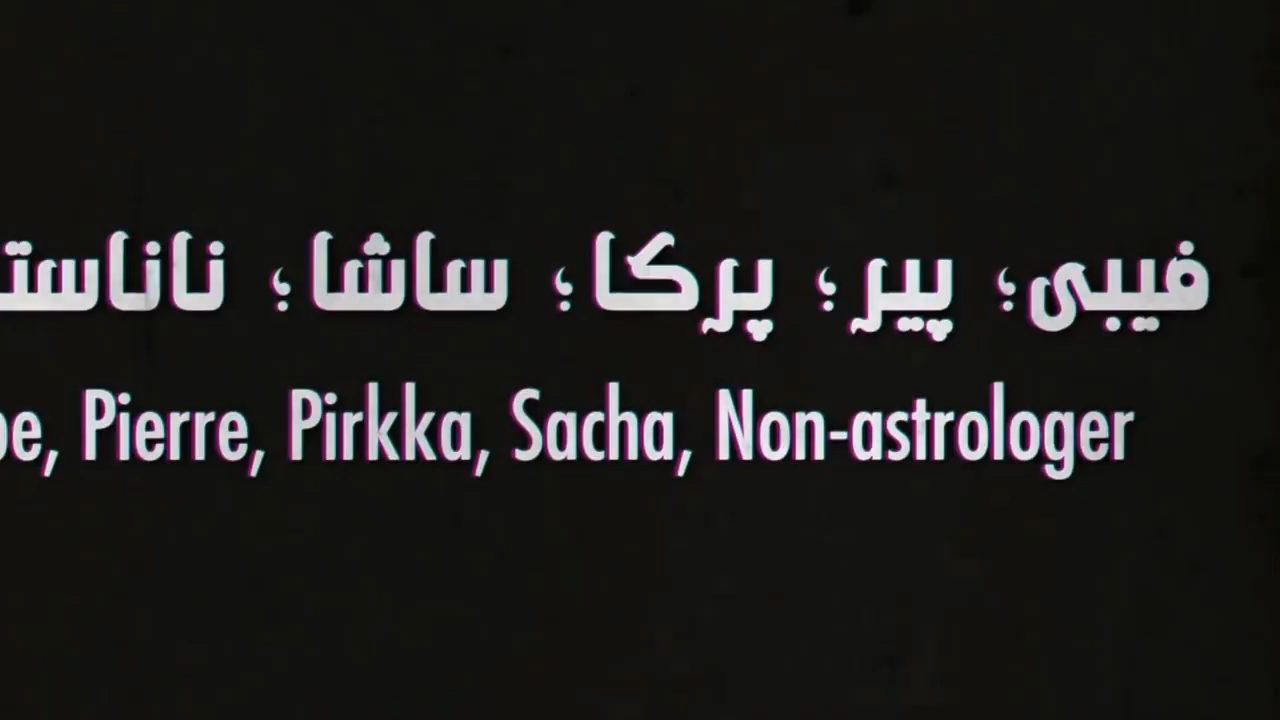 فیبی؛ پیر؛ پرکا؛ ساشا؛
Pierre, Pirkka, Sacha, Non-astrologer